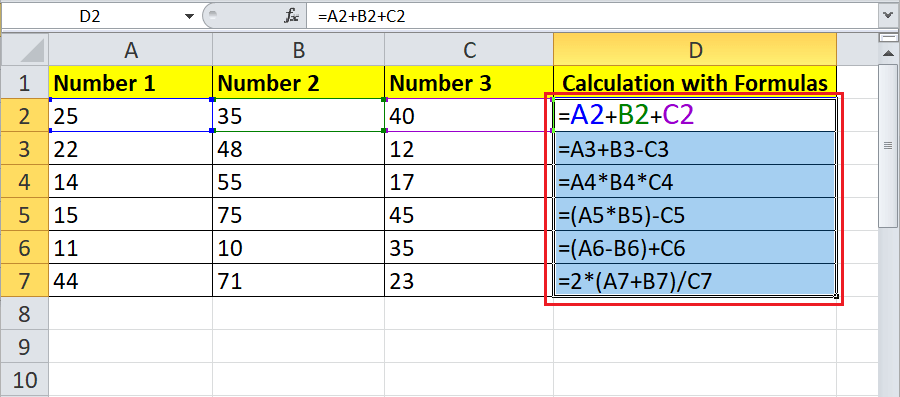 D2 fx =A2+B2+C2
A B C D
1 Number 1 Number 2 Number 3 Calculation with Formulas
2 25 35 40 =A2+B2+C2
3 22 48 12 =A3+B3-C3
4 14 55 17 =A4*B4*C4
5 15 75 45 =(A5*B5)-C5
6 11 10 35 =(A6-B6)+C6
7 44 71 23 =2*(A7+B7)/C7
8
9
10